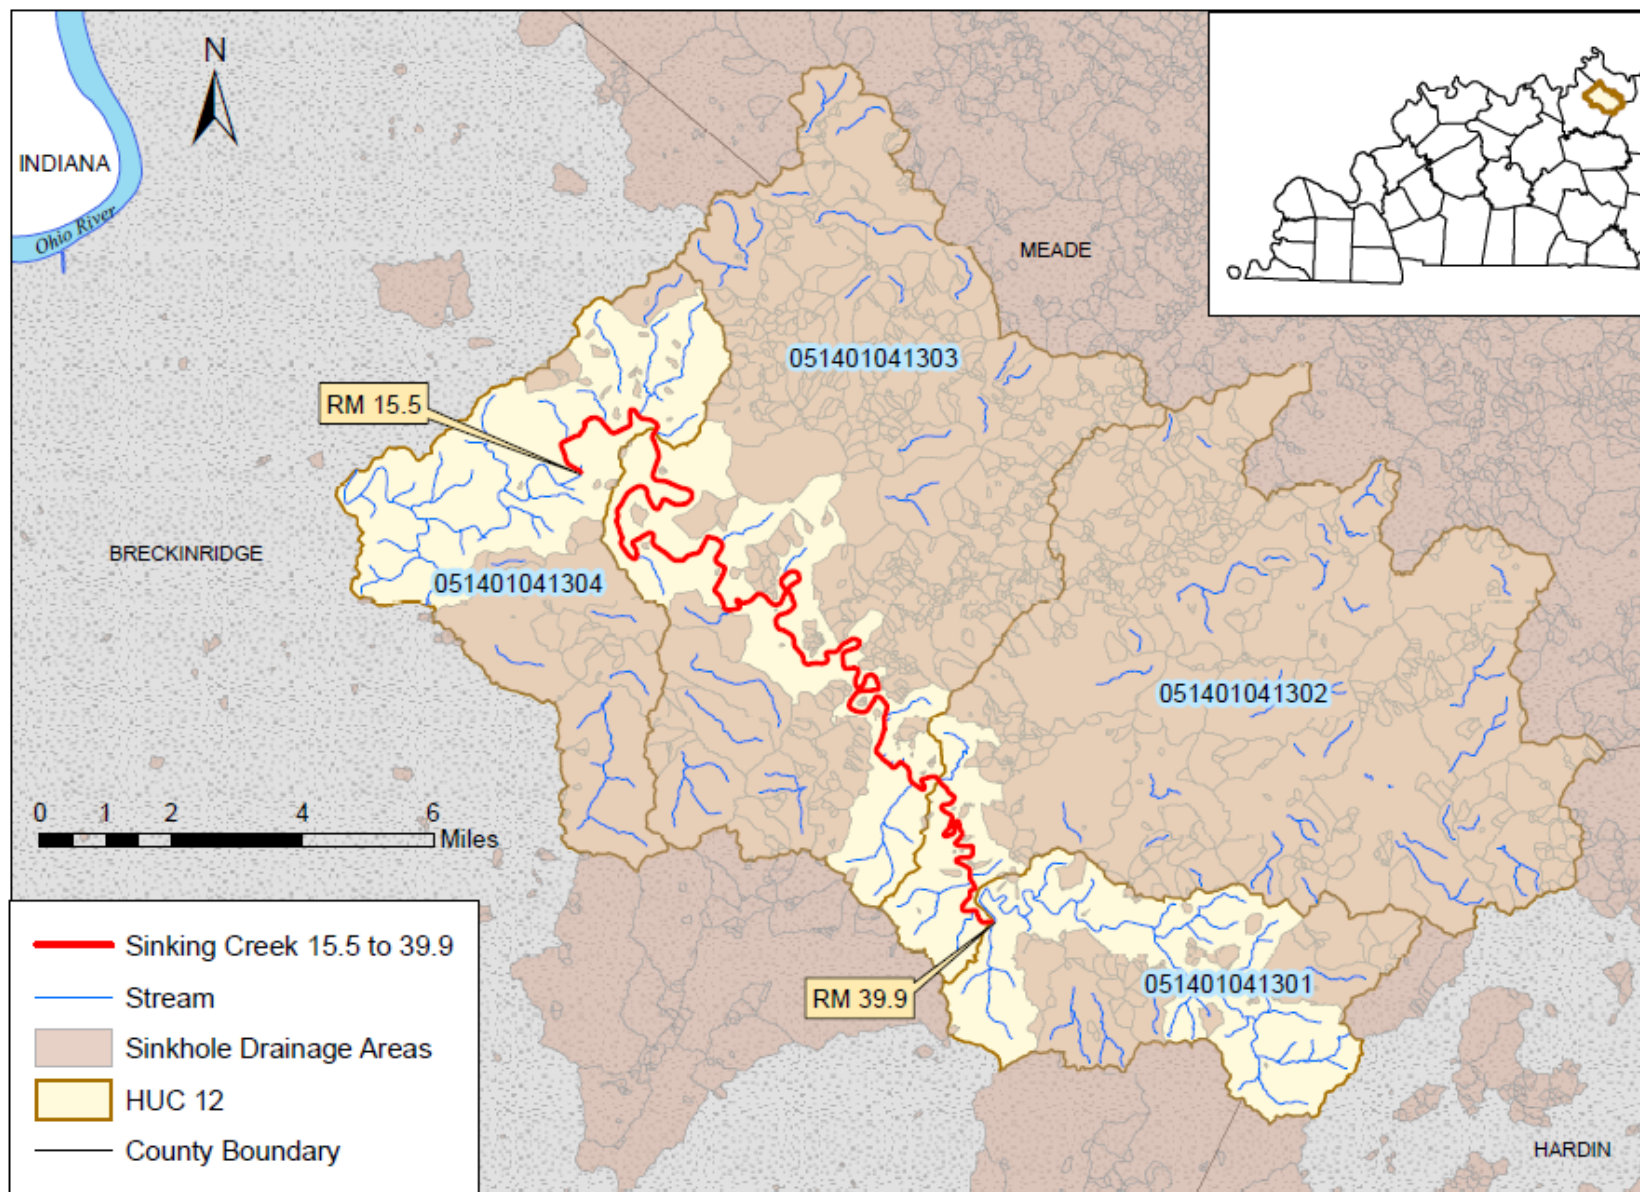 N
INDIANA
Ohio River
MEADE
051401041303
RM 15.5
BRECKINRIDGE
051401041304
051401041302
0 1 2 4 6
Miles
051401041301
RM 39.9
HARDIN
Sinking Creek 15.5 to 39.9
Stream
Sinkhole Drainage Areas
HUC 12
County Boundary